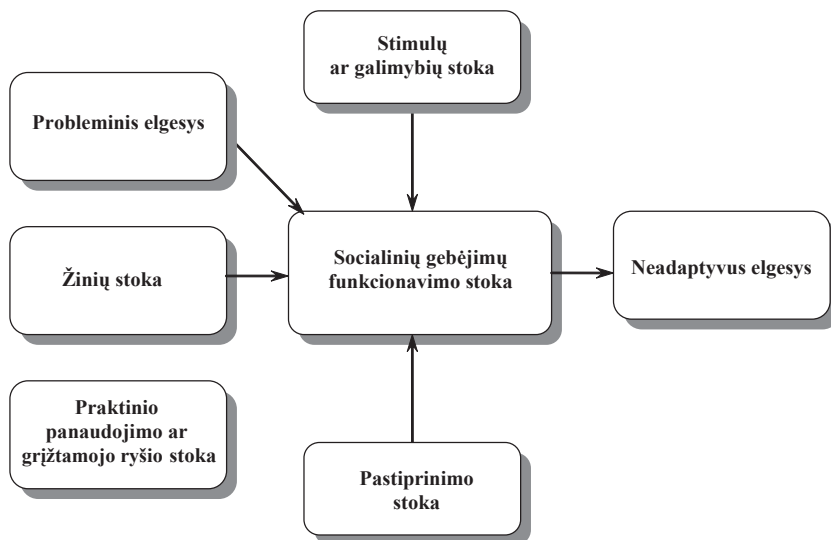 Stimulų
ar galimybių stoka
Probleminis elgesys
Žinių stoka
Socialinių gebėjimų
funkcionavimo stoka
Neadaptyvus elgesys
Praktinio
panaudojimo ar
grįžtamojo ryšio stoka
Pastiprinimo
stoka